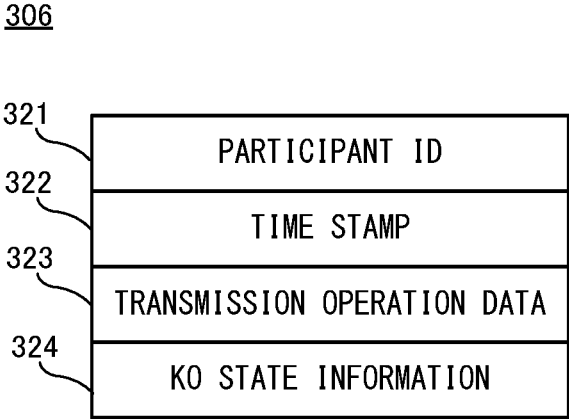 306
321
PARTICIPANT ID
322
TIME STAMP
323
TRANSMISSION OPERATION DATA
324
KO STATE INFORMATION